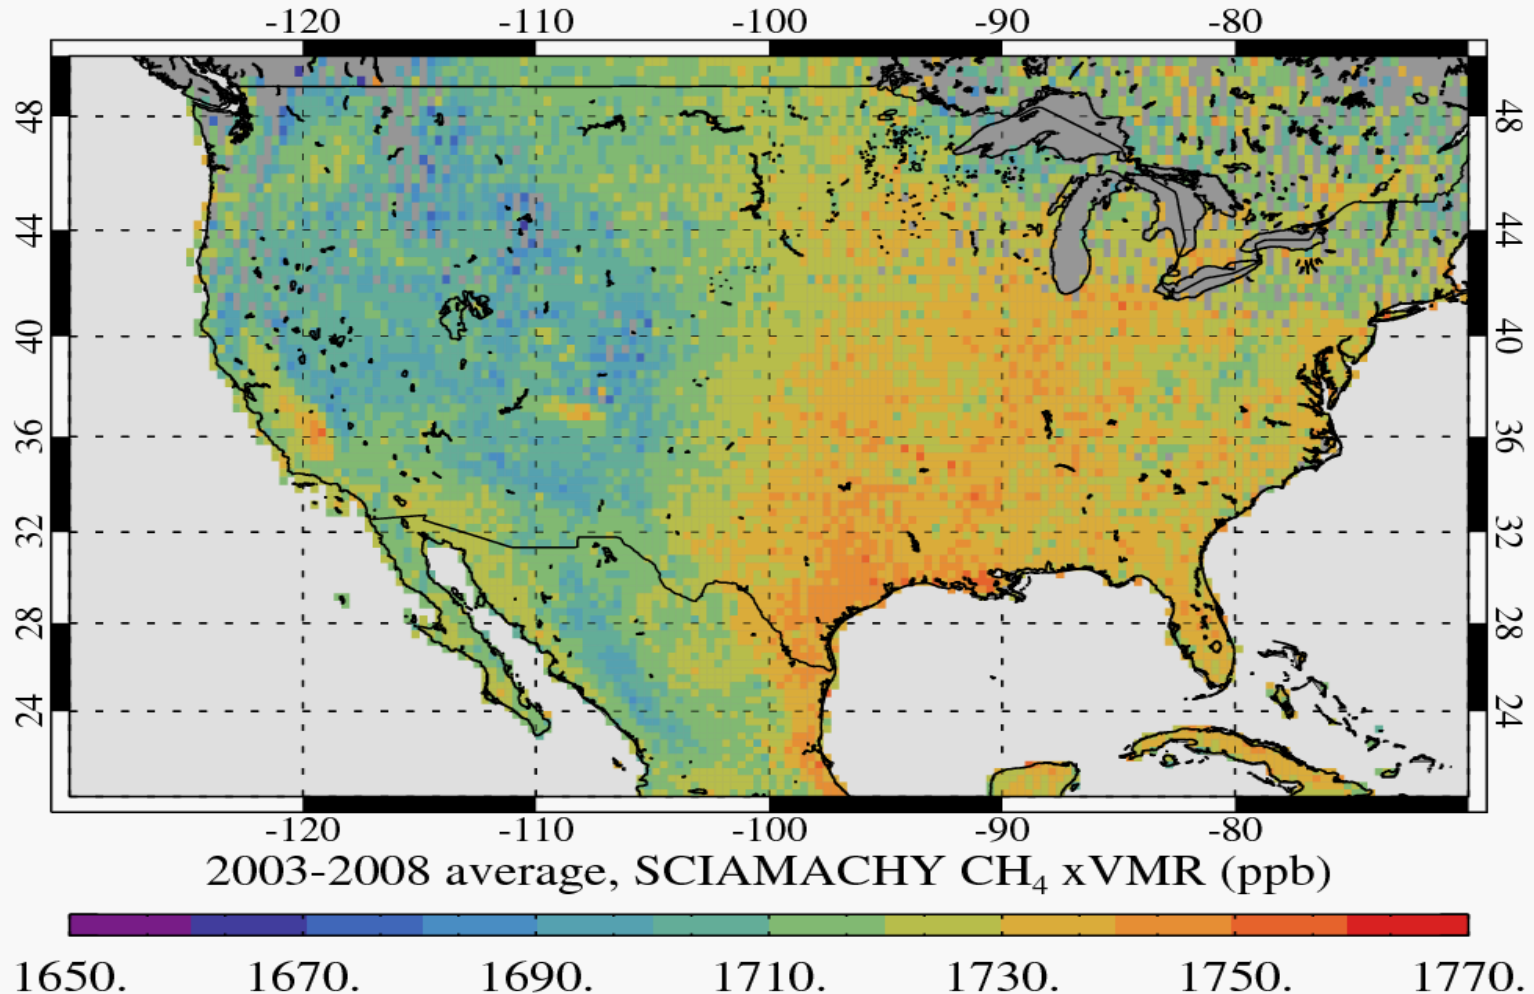 -120 -110 -100 -90 -80
48 48
44 44
40 40
36 36
32 32
28 28
24 24
-120 -110 -100 -90 -80
2003-2008 average, SCIAMACHY CH₄ xVMR (ppb)
1650. 1670. 1690. 1710. 1730. 1750. 1770.